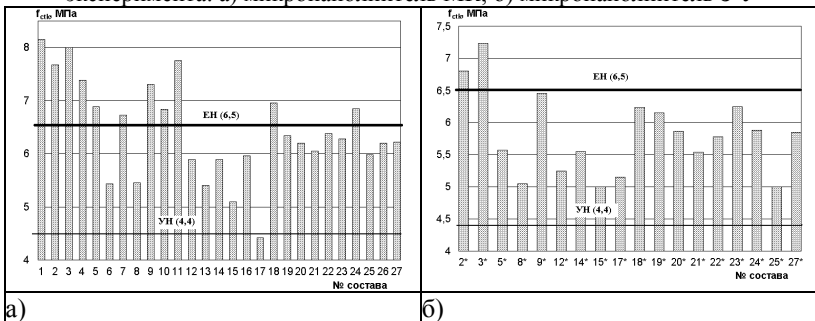 эксперимента: а) микронаполнитель МК; б) микронаполнитель З-У
fctk, МПа
8
7
6
5
4
ЕН (6,5)
УН (4,4)
1 2 3 4 5 6 7 8 9 10 11 12 13 14 15 16 17 18 19 20 21 22 23 24 25 26 27
№ состава
fctk, МПа
7,5
7
6,5
6
5,5
5
4,5
4
ЕН (6,5)
УН (4,4)
2* 3* 5* 8* 9* 12* 14* 15* 17* 18* 19* 20* 21* 22* 23* 24* 25* 27*
№ состава
а)
б)